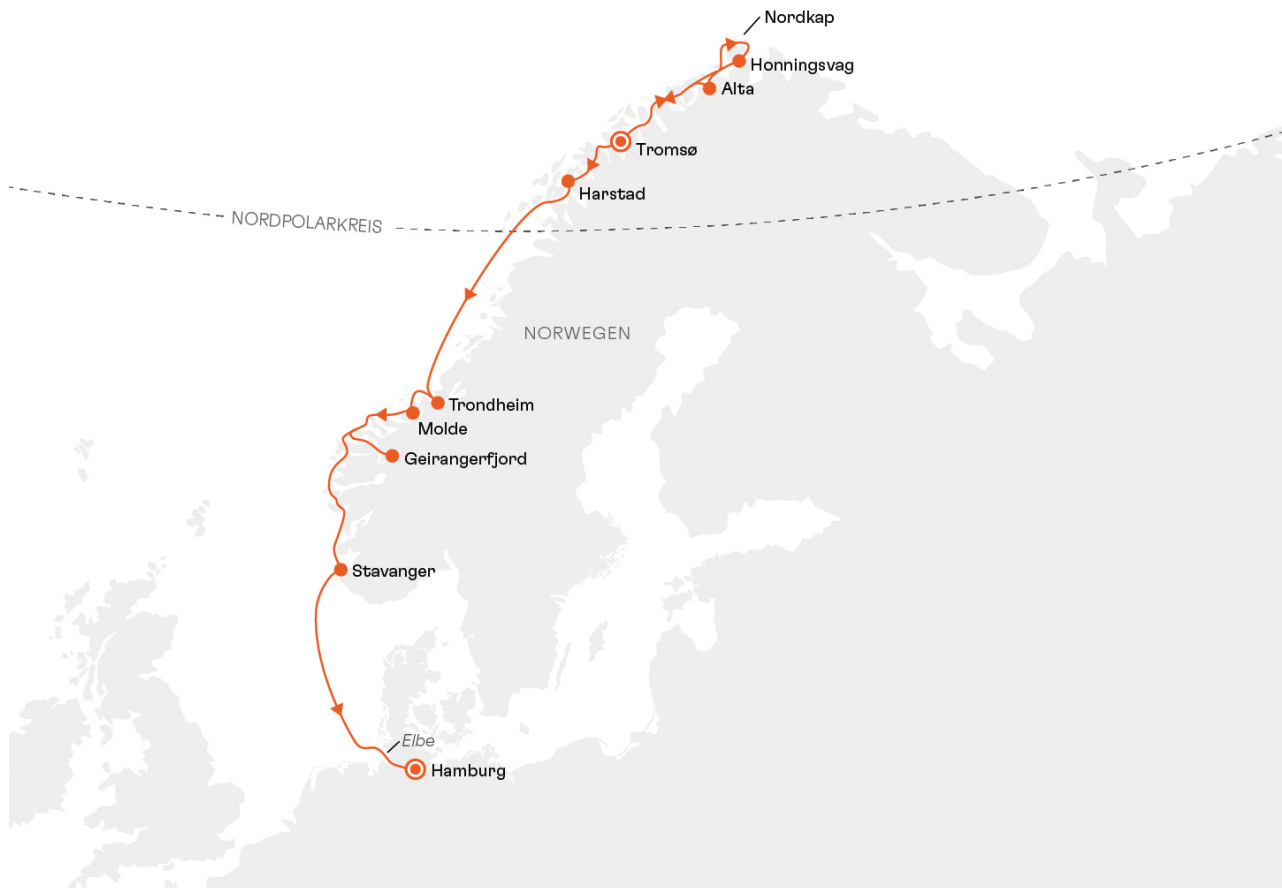 Nordkap
Honningsvag
Alta
Tromsø
Harstad
NORDPOLARKREIS
NORWEGEN
Trondheim
Molde
Geirangerfjord
Stavanger
Elbe
Hamburg